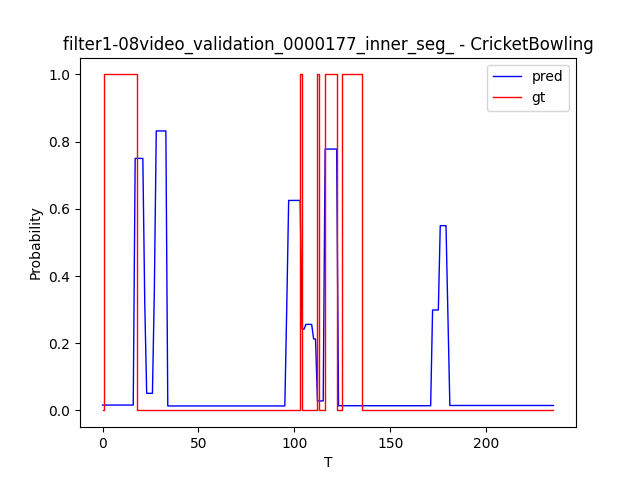 filter1-08video_validation_0000177_inner_seg_ - CricketBowling
pred
gt
1.0
0.8
0.6
0.4
0.2
0.0
Probability
0
50
100
150
200
T